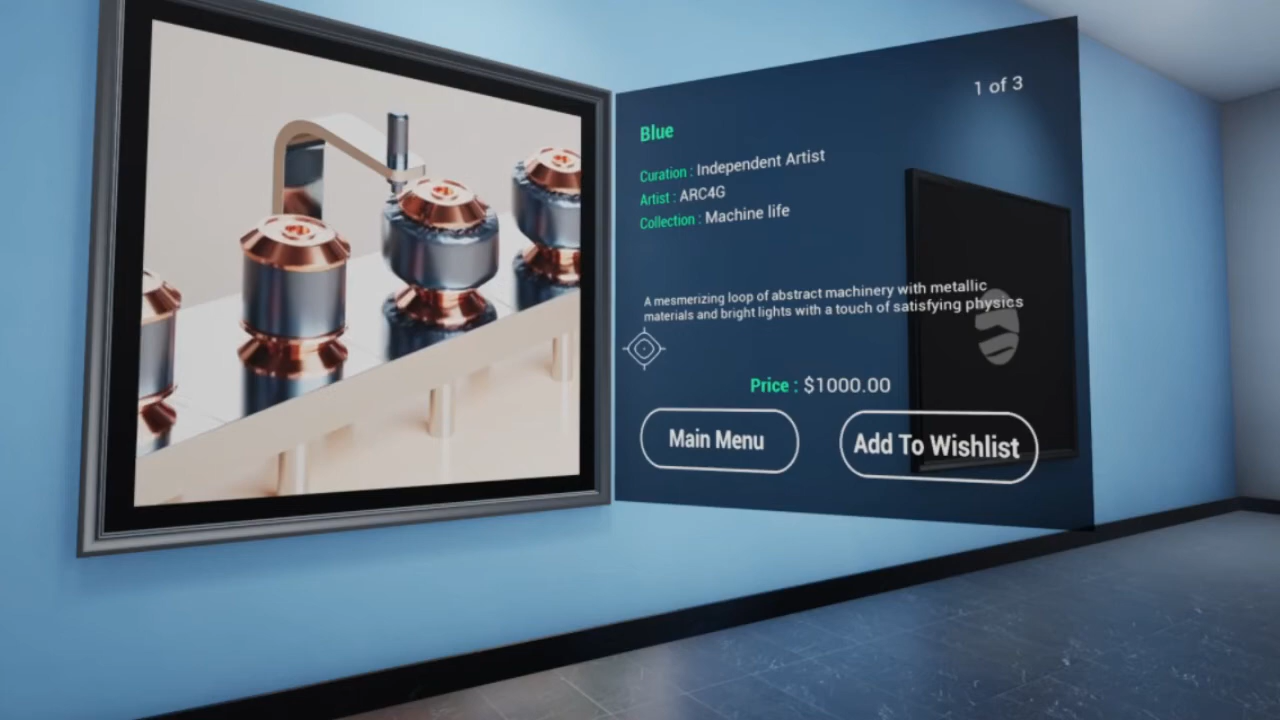 1 of 3
Blue
Curation : Independent Artist
Artist : ARC4G
Collection : Machine life
A mesmerizing loop of abstract machinery with metallic
materials and bright lights with a touch of satisfying physics
Price : $1000.00
Main Menu
Add To Wishlist